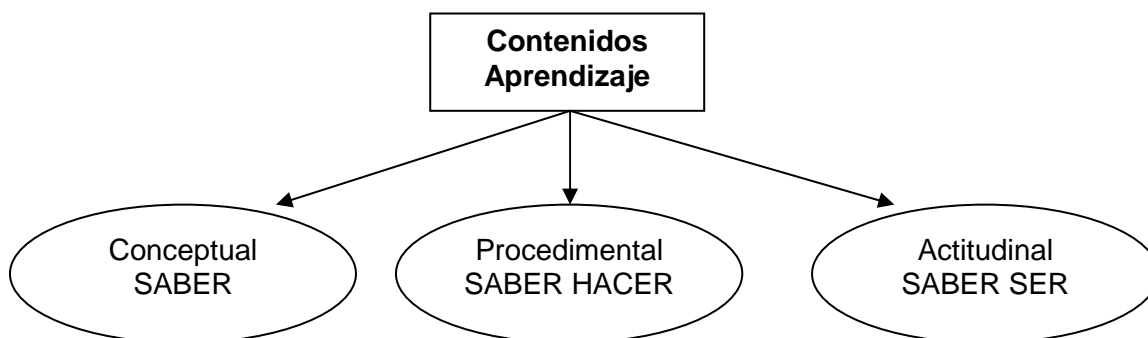 Contenidos
Aprendizaje
Conceptual
SABER
Procedimental
SABER HACER
Actitudinal
SABER SER